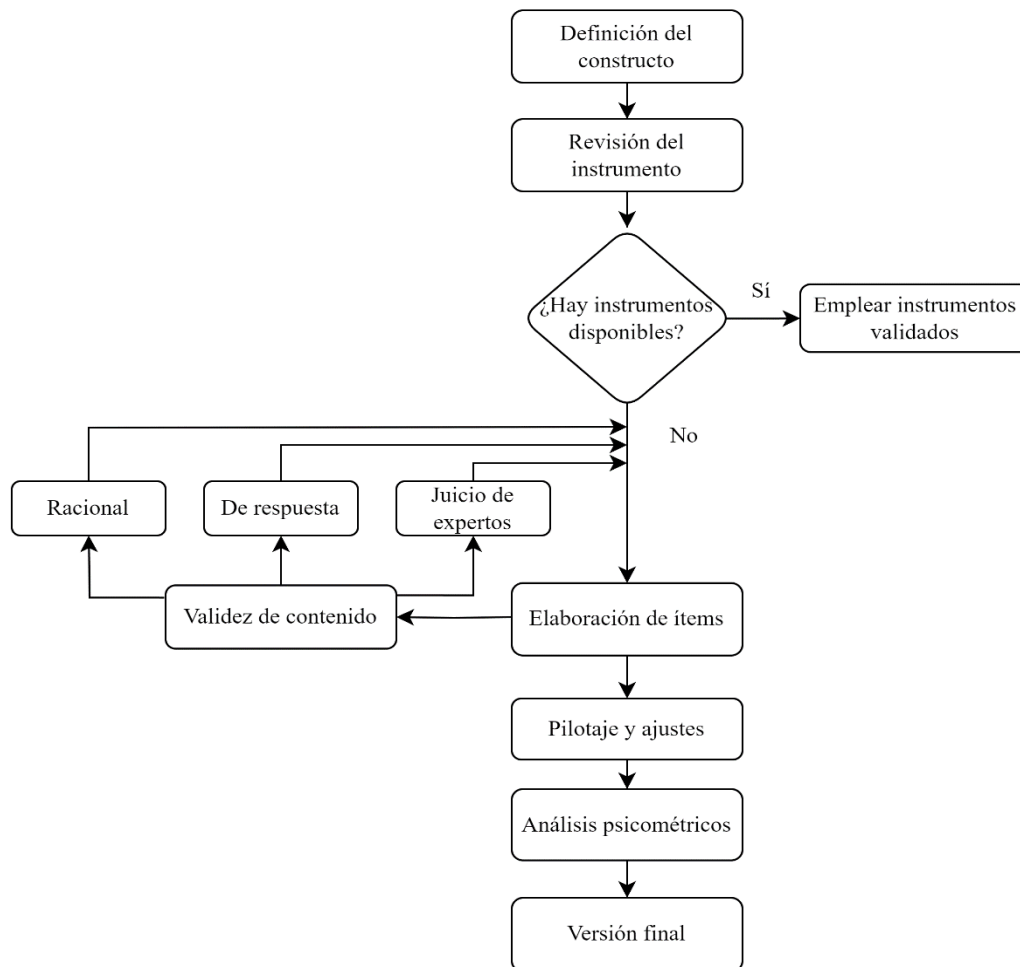 Definición del
constructo
Revisión del
instrumento
¿Hay instrumentos
disponibles?
Sí
Emplear instrumentos
validados
No
Racional
De respuesta
Juicio de
expertos
Validez de contenido
Elaboración de ítems
Pilotaje y ajustes
Análisis psicométricos
Versión final